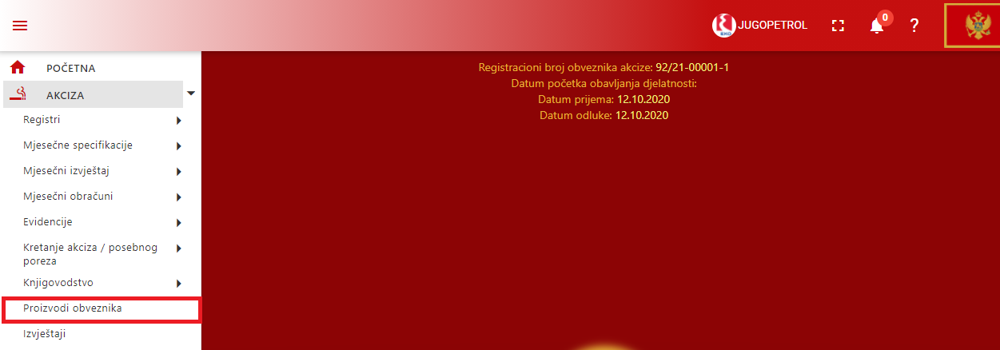 JUGOPETROL
0
?
EKO
POČETNA
AKCIZA
Registri
Mjesečne specifikacije
Mjesečni izvještaj
Mjesečni obračuni
Evidencije
Kretanje akciza / posebnog
poreza
Knjigovodstvo
Proizvodi obveznika
Izvještaji
Registracioni broj obveznika akcize: 92/21-00001-1
Datum početka obavljanja djelatnosti:
Datum prijema: 12.10.2020
Datum odluke: 12.10.2020